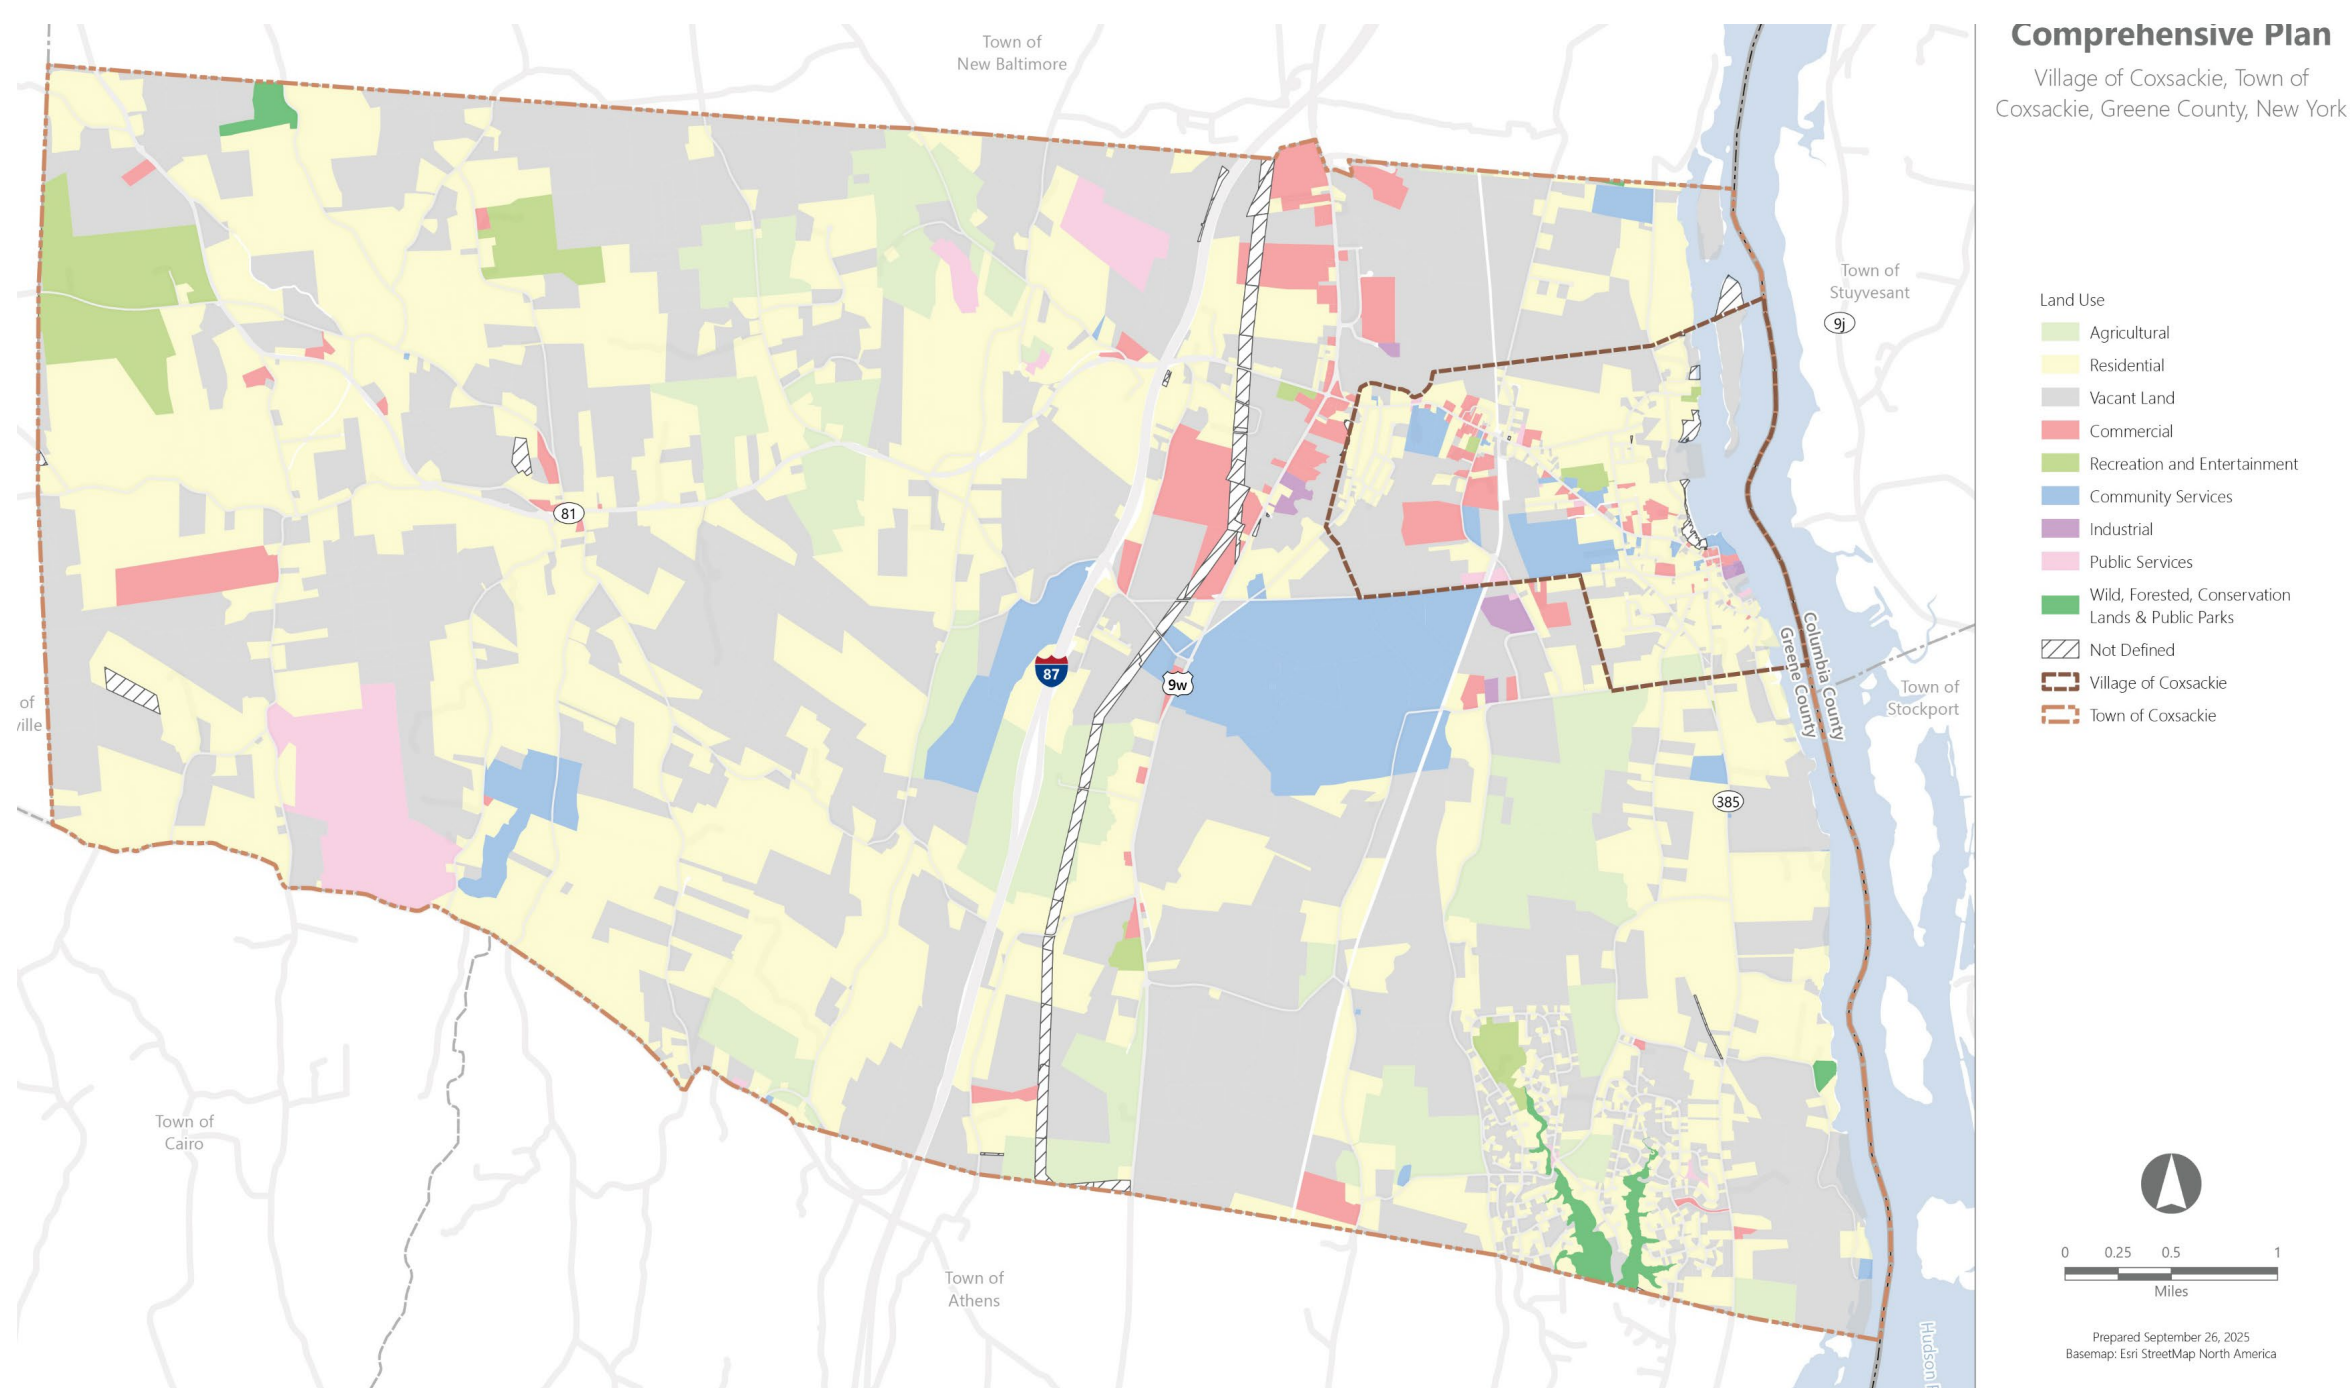 Comprehensive Plan
Village of Coxsackie, Town of
Coxsackie, Greene County, New York
Town of
New Baltimore
Town of
Stuyvesant
9j
Land Use
Agricultural
Residential
Vacant Land
Commercial
Recreation and Entertainment
Community Services
Industrial
Public Services
Wild, Forested, Conservation
Lands & Public Parks
Not Defined
Village of Coxsackie
Town of Coxsackie
81
87
9w
385
Columbia County
Greene County
Town of
Stockport
of
ville
Town of
Cairo
Town of
Athens
Hudson
0 0.25 0.5 1
Miles
Prepared September 26, 2025
Basemap: Esri StreetMap North America